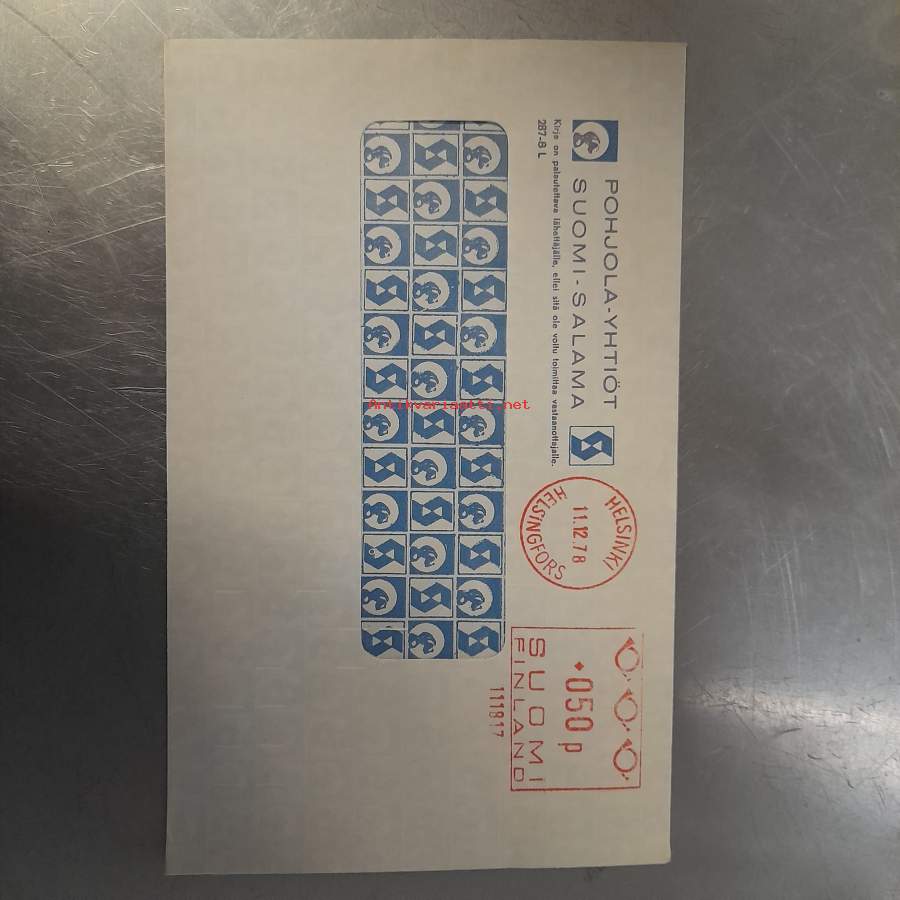 POHJOLA-YHTIÖT
SUOMI-SALAMA
Kirje on palautettava lähettäjälle, ellei sitä ole voitu toimittaa vastaanottajalle.
287-8 L
HELSINKI
11.12.78
HELSINGFORS
050 p
SUOMI
FINLAND
111817
Antikvariaatti.net